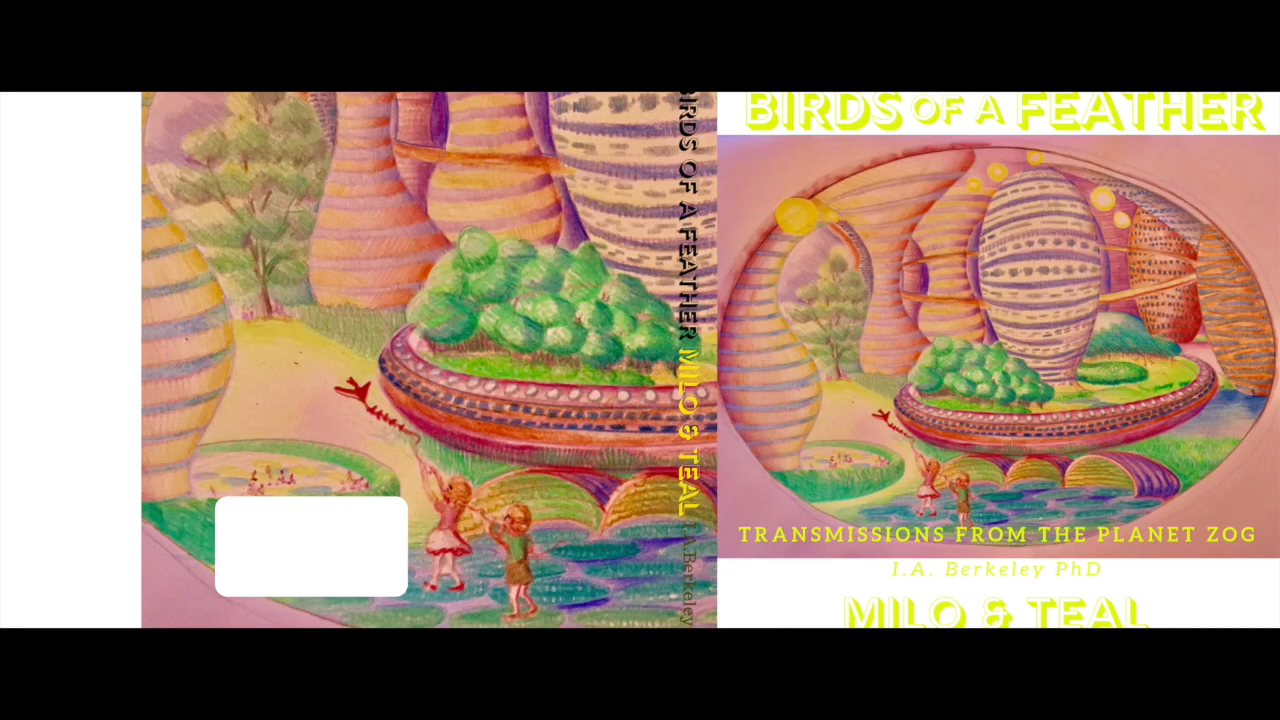 BIRDS OF A FEATHER MILO & TEAL I.A.Berkeley
BIRDS OF A FEATHER
TRANSMISSIONS FROM THE PLANET ZOG
I.A. Berkeley PhD
MILO & TEAL